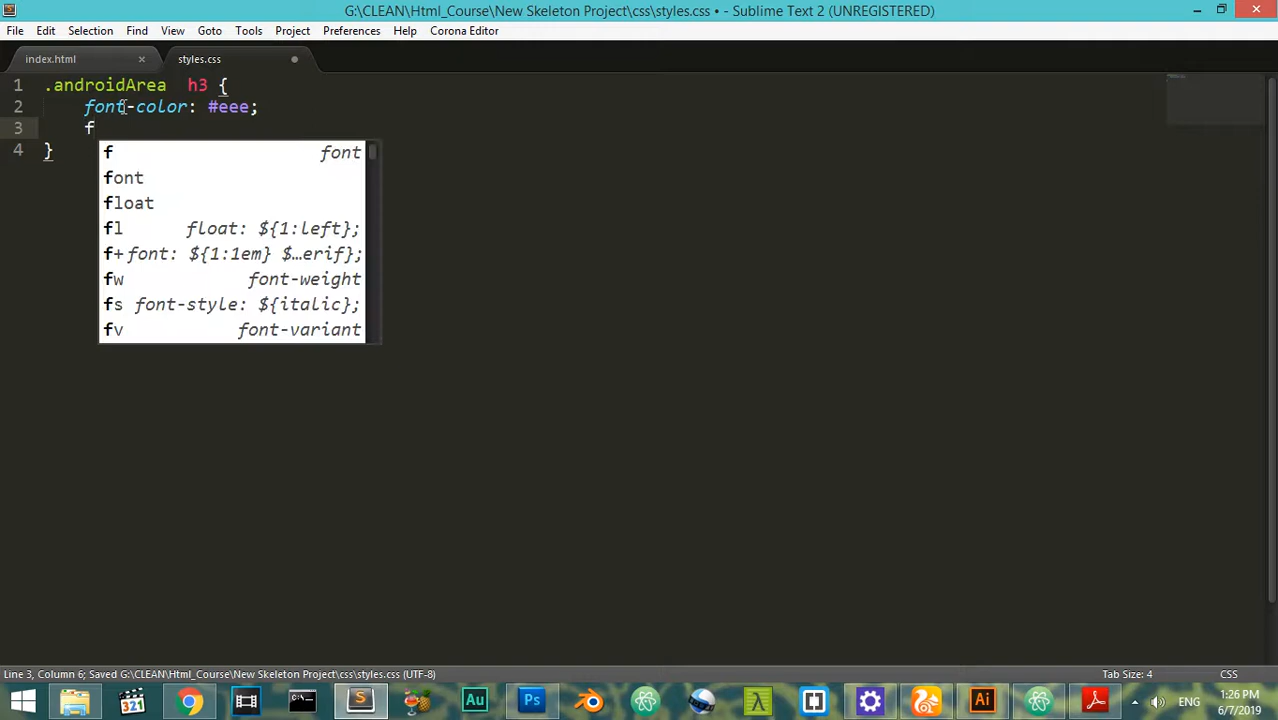 G:\CLEAN\Html_Course\New Skeleton Project\css\styles.css • - Sublime Text 2 (UNREGISTERED)
File Edit Selection Find View Goto Tools Project Preferences Help Corona Editor
index.html × styles.css
1 .androidArea h3 {
2 font-color: #eee;
3 f
4 }
f font
font
float
fl float: ${1:left};
f+ font: ${1:1em} $…erif};
fw font-weight
fs font-style: ${italic};
fv font-variant
Line 3, Column 6; Saved G:\CLEAN\Html_Course\New Skeleton Project\css\styles.css (UTF-8) Tab Size: 4 CSS
321 Au Ps Ai ENG
1:26 PM
6/7/2019